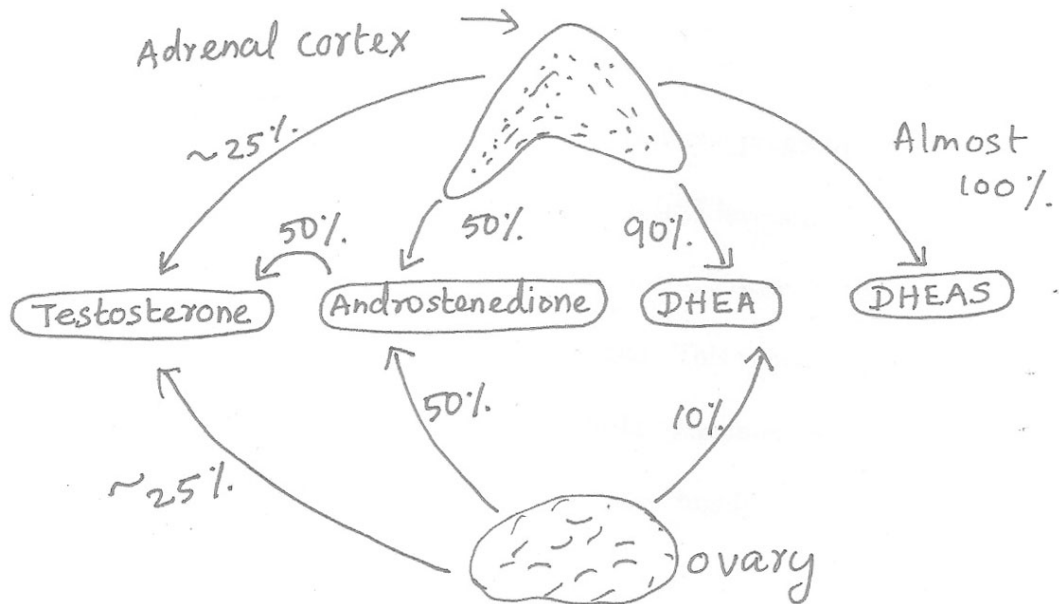 Adrenal cortex
~25%.
Almost
100%.
50%.
50%.
90%.
Testosterone
Androstenedione
DHEA
DHEAS
50%.
10%.
~25%.
ovary